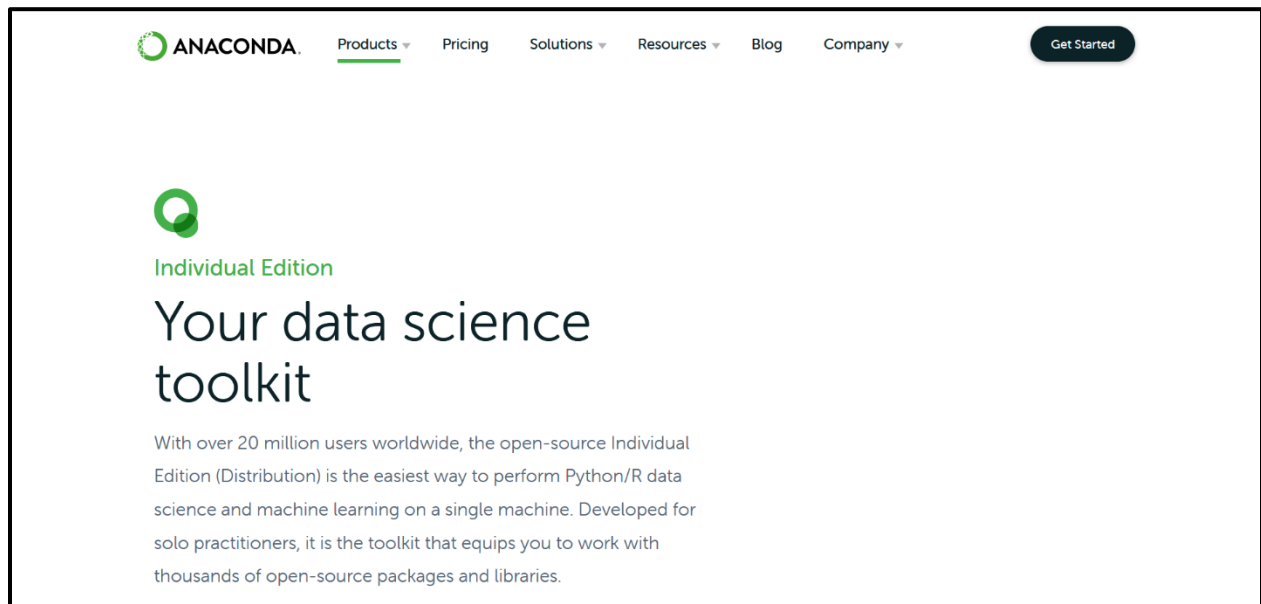 ANACONDA. Products Pricing Solutions Resources Blog Company Get Started
Individual Edition
Your data science
toolkit
With over 20 million users worldwide, the open-source Individual
Edition (Distribution) is the easiest way to perform Python/R data
science and machine learning on a single machine. Developed for
solo practitioners, it is the toolkit that equips you to work with
thousands of open-source packages and libraries.